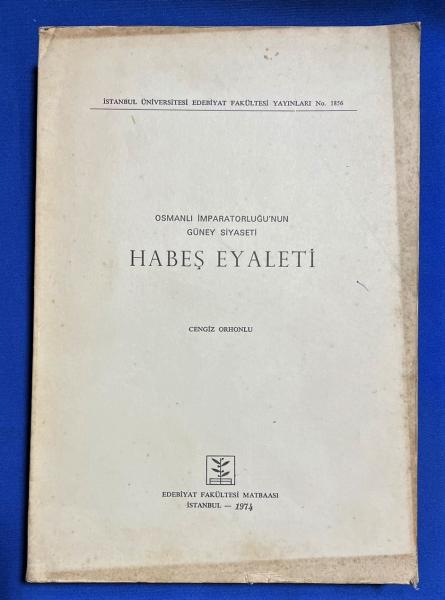 İSTANBUL ÜNİVERSİTESİ EDEBİYAT FAKÜLTESİ YAYINLARI No. 1856
OSMANLI İMPARATORLUĞU'NUN
GÜNEY SİYASETİ
HABEŞ EYALETİ
CENGİZ ORHONLU
EDEBİYAT FAKÜLTESİ MATBAASI
İSTANBUL — 1974